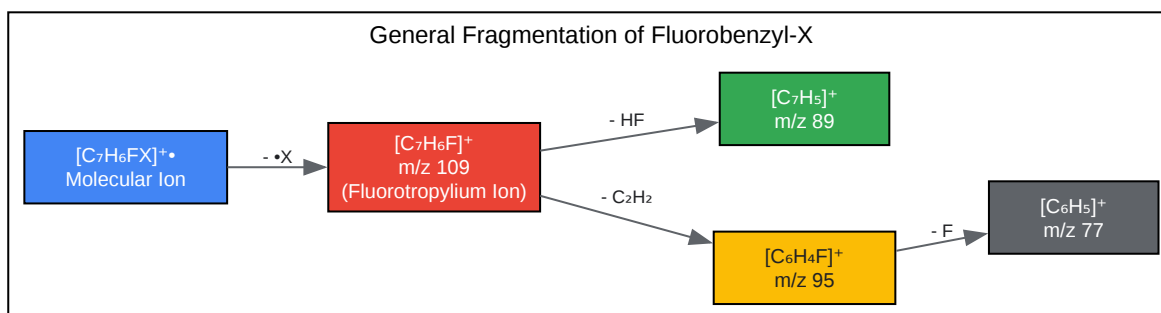 General Fragmentation of Fluorobenzyl-X
[C₇H₆FX]⁺•
Molecular Ion
- •X
[C₇H₆F]⁺
m/z 109
(Fluorotropylium Ion)
- HF
[C₇H₅]⁺
m/z 89
- C₂H₂
[C₆H₄F]⁺
m/z 95
- F
[C₆H₅]⁺
m/z 77